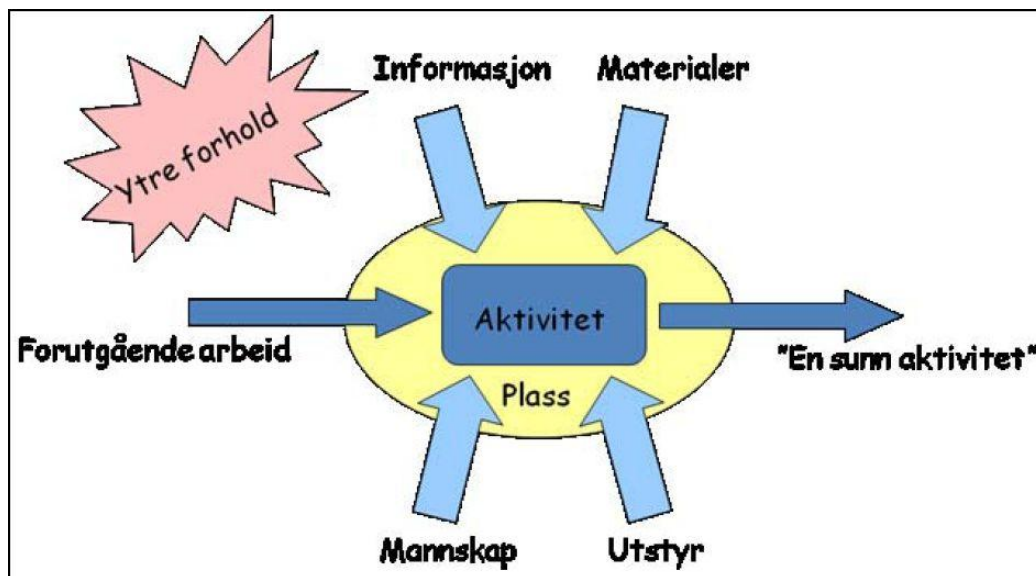 Informasjon
Materialer
Ytre forhold
Aktivitet
Forutgående arbeid
"En sunn aktivitet"
Plass
Mannskap
Utstyr